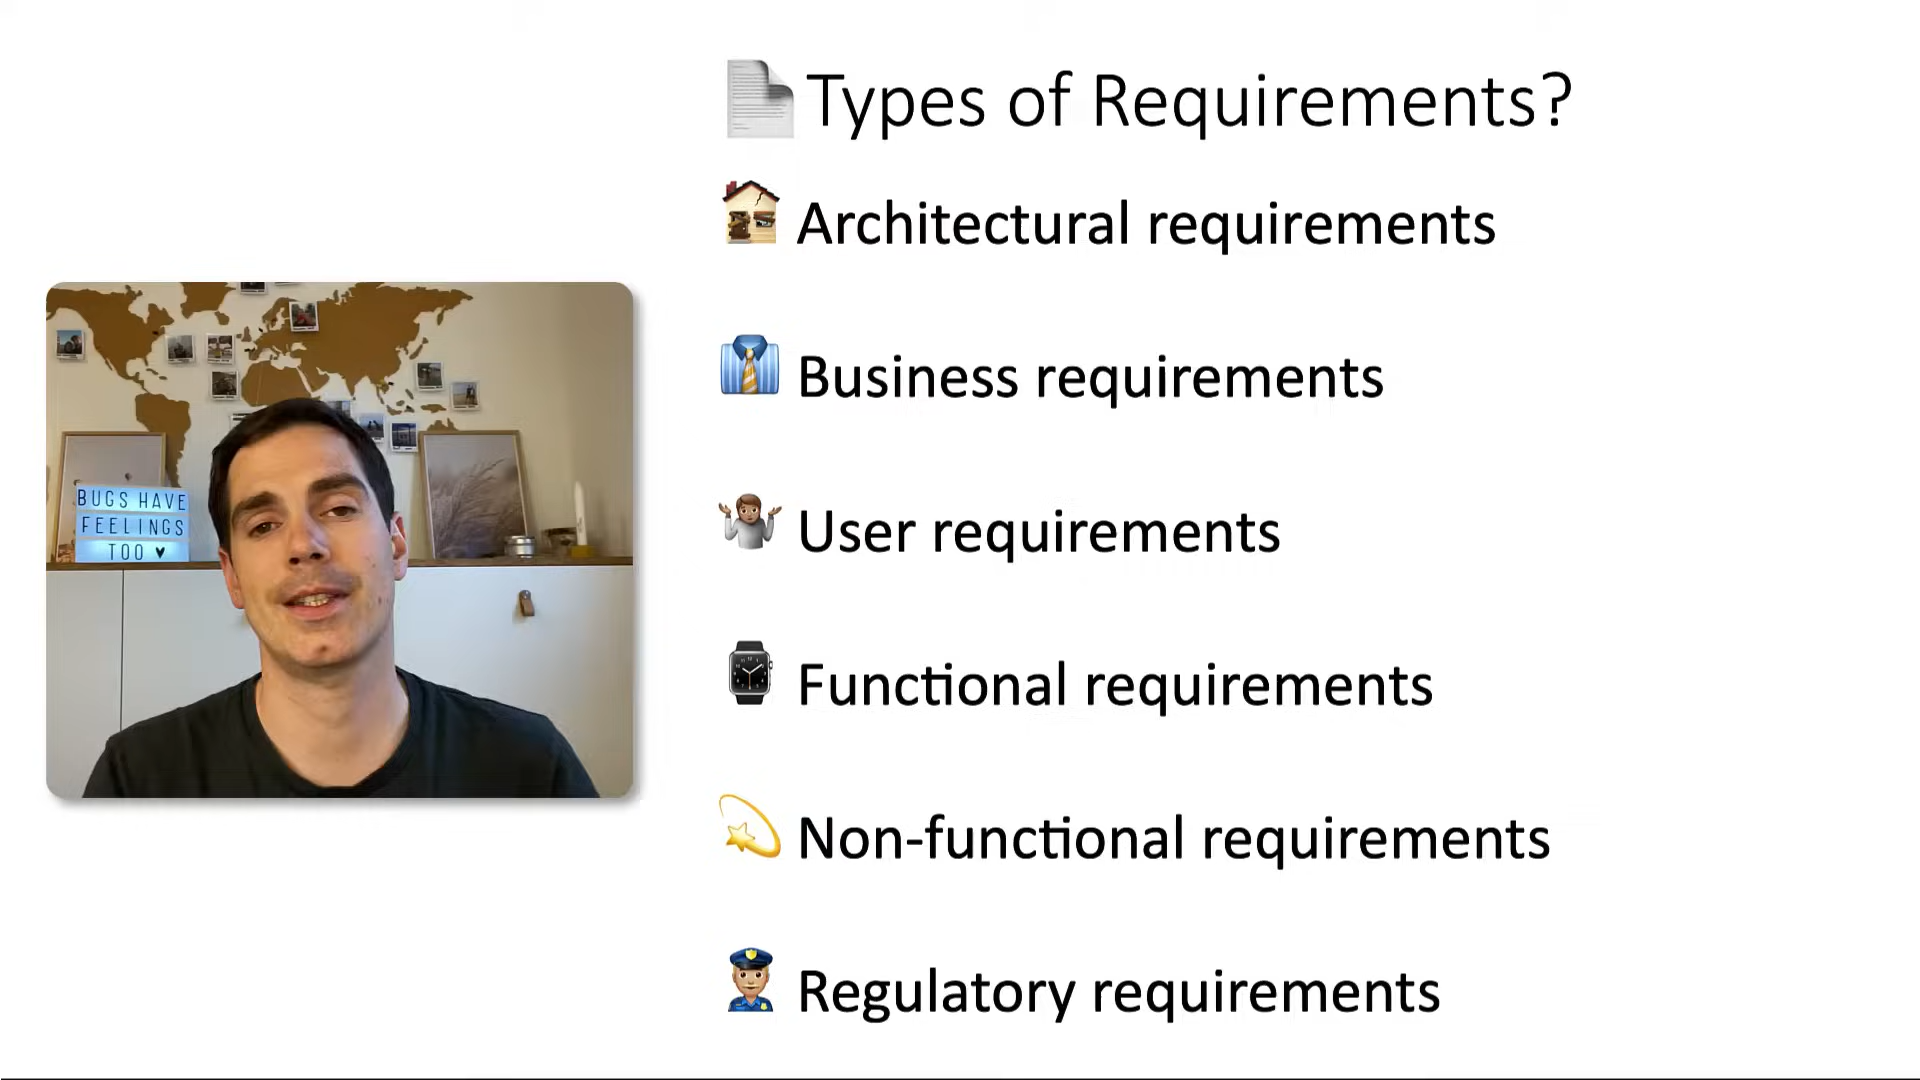 Types of Requirements?
Architectural requirements
Business requirements
User requirements
Functional requirements
Non-functional requirements
Regulatory requirements
BUGS HAVE
FEELINGS
TOO ♥